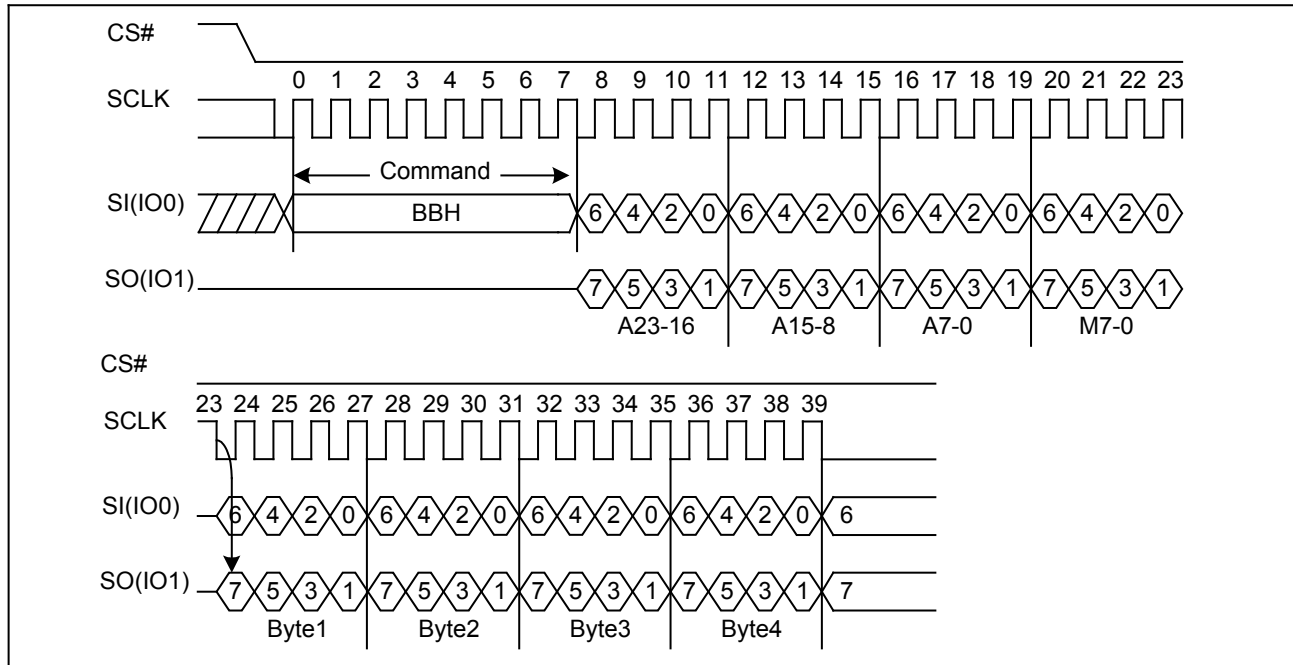 CS#
0 1 2 3 4 5 6 7 8 9 10 11 12 13 14 15 16 17 18 19 20 21 22 23
SCLK
Command
SI(IO0) BBH 6 4 2 0 6 4 2 0 6 4 2 0 6 4 2 0
SO(IO1) 7 5 3 1 7 5 3 1 7 5 3 1 7 5 3 1
A23-16 A15-8 A7-0 M7-0
CS#
23 24 25 26 27 28 29 30 31 32 33 34 35 36 37 38 39
SCLK
SI(IO0) 6 4 2 0 6 4 2 0 6 4 2 0 6 4 2 0 6
SO(IO1) 7 5 3 1 7 5 3 1 7 5 3 1 7 5 3 1 7
Byte1 Byte2 Byte3 Byte4